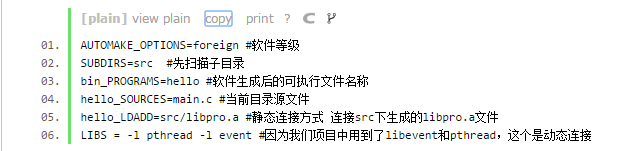 [plain] view plain copy print ?
01. AUTOMAKE_OPTIONS=foreign #软件等级
02. SUBDIRS=src  #先扫描子目录
03. bin_PROGRAMS=hello #软件生成后的可执行文件名称
04. hello_SOURCES=main.c #当前目录源文件
05. hello_LDADD=src/libpro.a #静态连接方式 连接src下生成的libpro.a文件
06. LIBS = -l pthread -l event #因为我们项目中用到了libevent和pthread，这个是动态连接